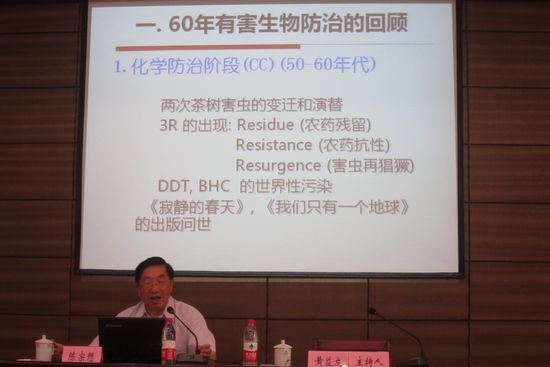 一. 60年有害生物防治的回顾
1.化学防治阶段(CC)(50-60年代)
两次茶树害虫的变迁和演替
3R 的出现: Residue (农药残留)
Resistance (农药抗性)
Resurgence (害虫再猖獗)
DDT, BHC 的世界性污染
《寂静的春天》, 《我们只有一个地球》
的出版问世
陈宗懋
主持人